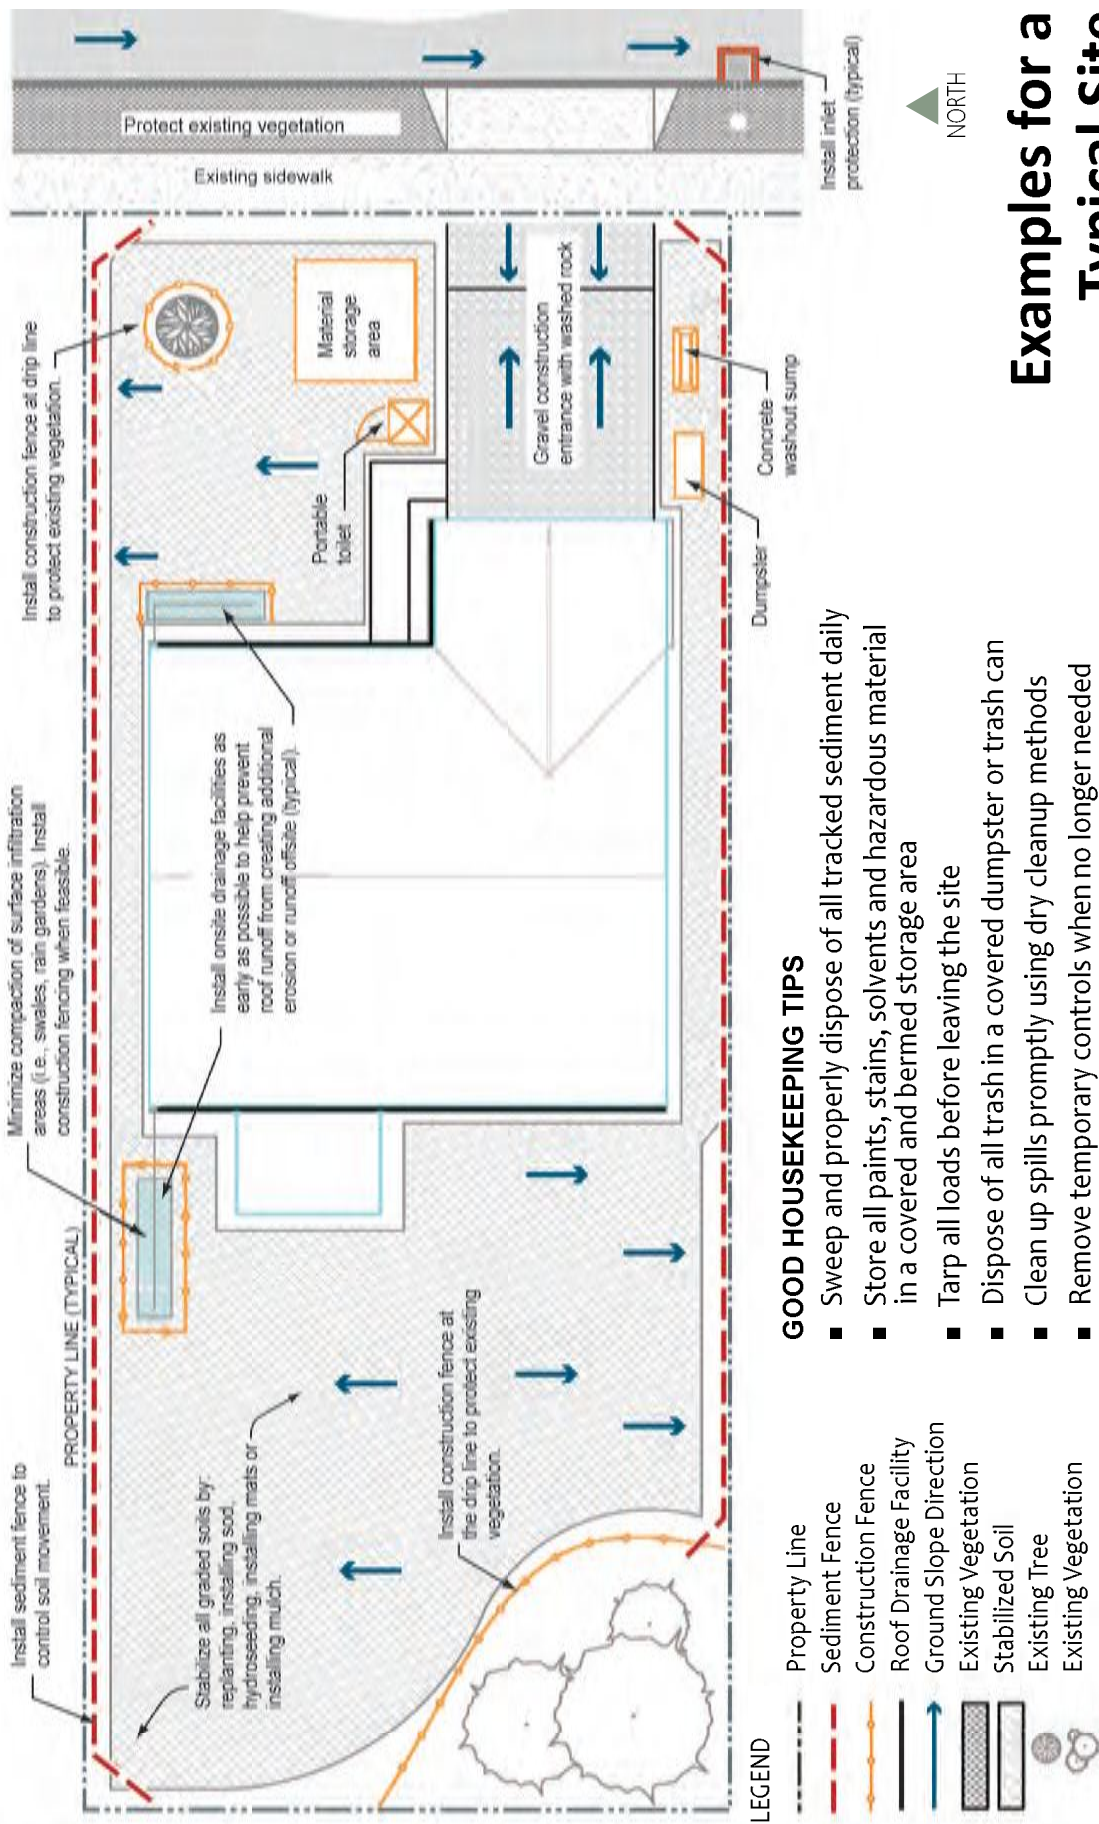 Examples for a
Typical Site
NORTH
Install sediment fence to
control soil movement.
PROPERTY LINE (TYPICAL)
Minimize compaction of surface infiltration
areas (i.e., swales, rain gardens). Install
construction fencing when feasible.
Install construction fence at drip line
to protect existing vegetation.
Protect existing vegetation
Existing sidewalk
Stabilize all graded soils by:
replanting, installing sod,
hydroseeding, installing mats or
installing mulch.
Install onsite drainage facilities as
early as possible to help prevent
roof runoff from creating additional
erosion or runoff offsite (typical).
Portable
toilet
Material
storage
area
Install construction fence at
the drip line to protect existing
vegetation.
Gravel construction
entrance with washed rock
Dumpster
Concrete
washout sump
Install inlet
protection (typical)
LEGEND
Property Line
Sediment Fence
Construction Fence
Roof Drainage Facility
Ground Slope Direction
Existing Vegetation
Stabilized Soil
Existing Tree
Existing Vegetation
GOOD HOUSEKEEPING TIPS
▪ Sweep and properly dispose of all tracked sediment daily
▪ Store all paints, stains, solvents and hazardous material
in a covered and bermed storage area
▪ Tarp all loads before leaving the site
▪ Dispose of all trash in a covered dumpster or trash can
▪ Clean up spills promptly using dry cleanup methods
▪ Remove temporary controls when no longer needed